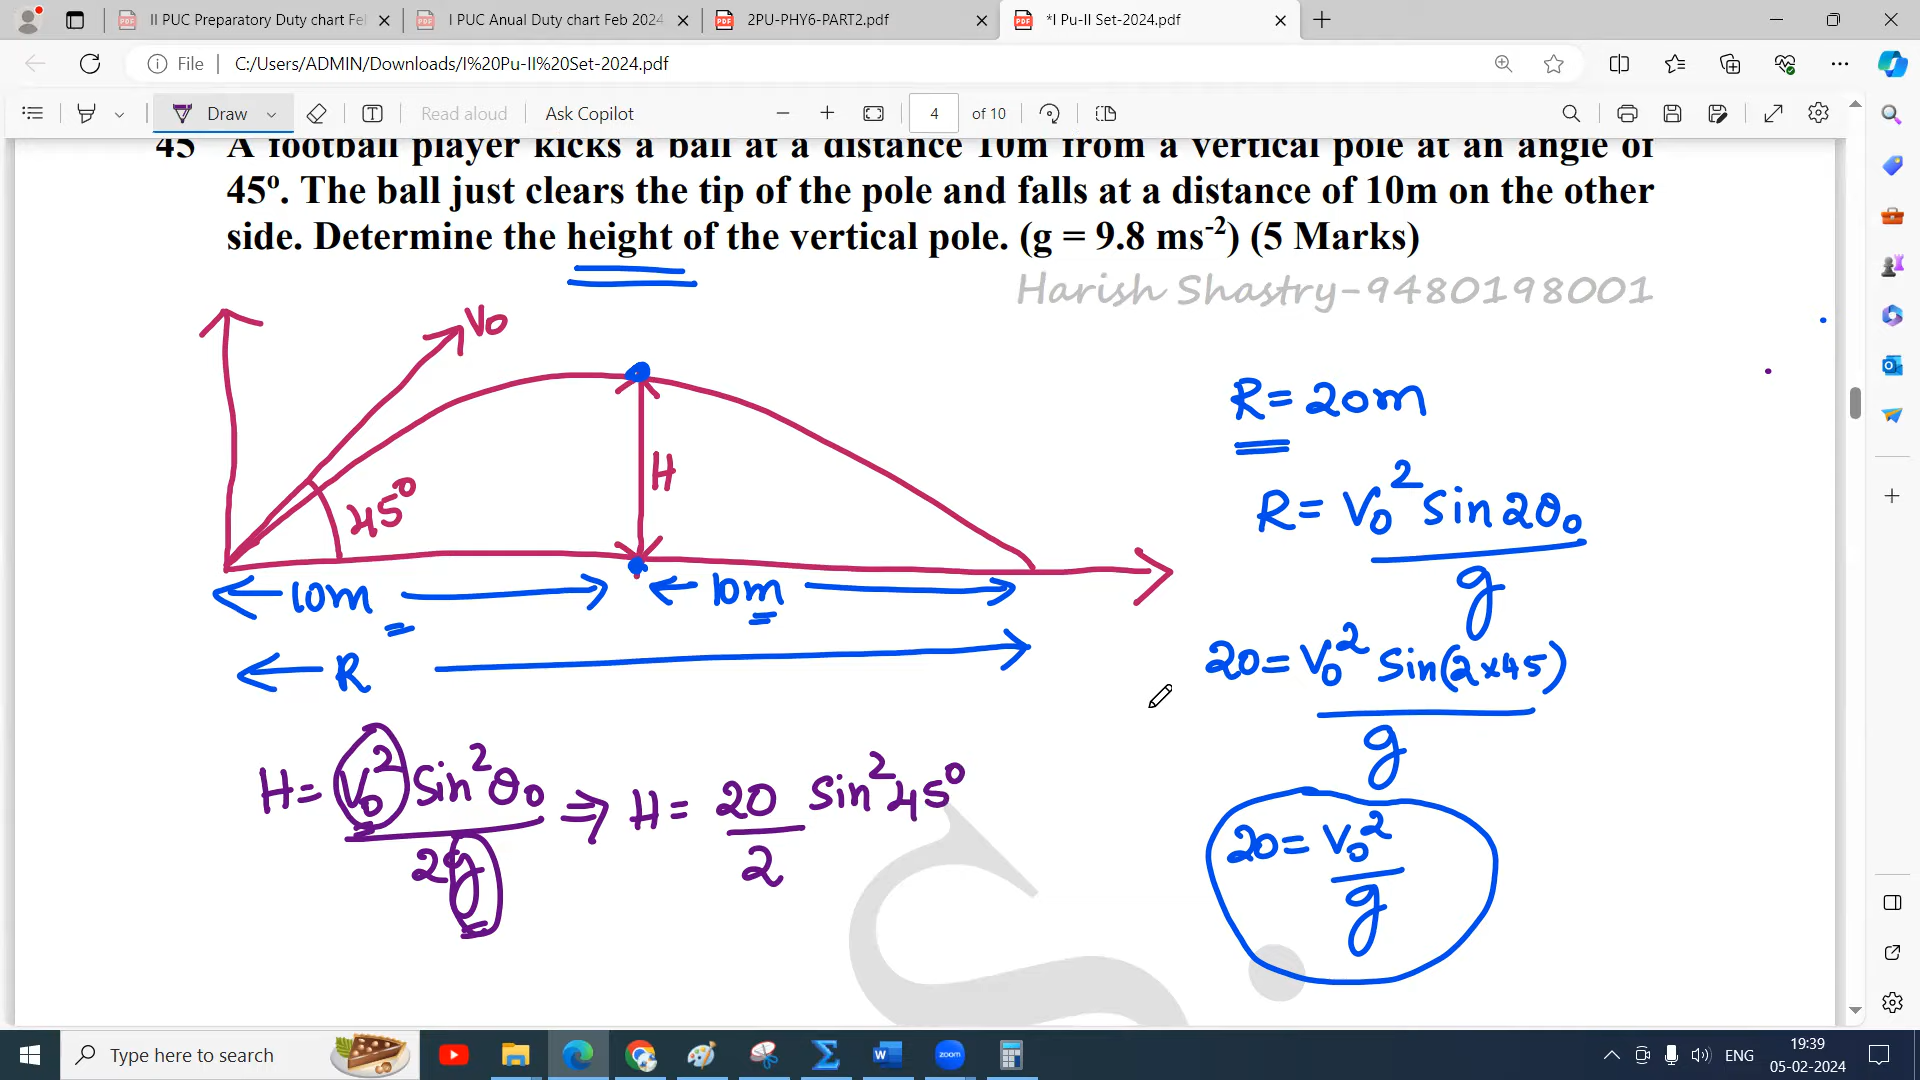 II PUC Preparatory Duty chart Feb
I PUC Anual Duty chart Feb 2024
2PU-PHY6-PART2.pdf
*I Pu-II Set-2024.pdf
File
C:/Users/ADMIN/Downloads/I%20Pu-II%20Set-2024.pdf
Draw
Read aloud
Ask Copilot
4
of 10
45 A football player kicks a ball at a distance 10m from a vertical pole at an angle of
45º. The ball just clears the tip of the pole and falls at a distance of 10m on the other
side. Determine the height of the vertical pole. (g = 9.8 ms⁻²) (5 Marks)
Harish Shastry-9480198001
V₀
45°
H
10m
10m
R
R= 20m
R= V₀² Sin2θ₀
g
20= V₀² Sin(2×45)
g
20= V₀²
g
H= V₀² Sin²θ₀ ⇒ H= 20 Sin²45°
2g
2
Type here to search
zoom
ENG
19:39
05-02-2024